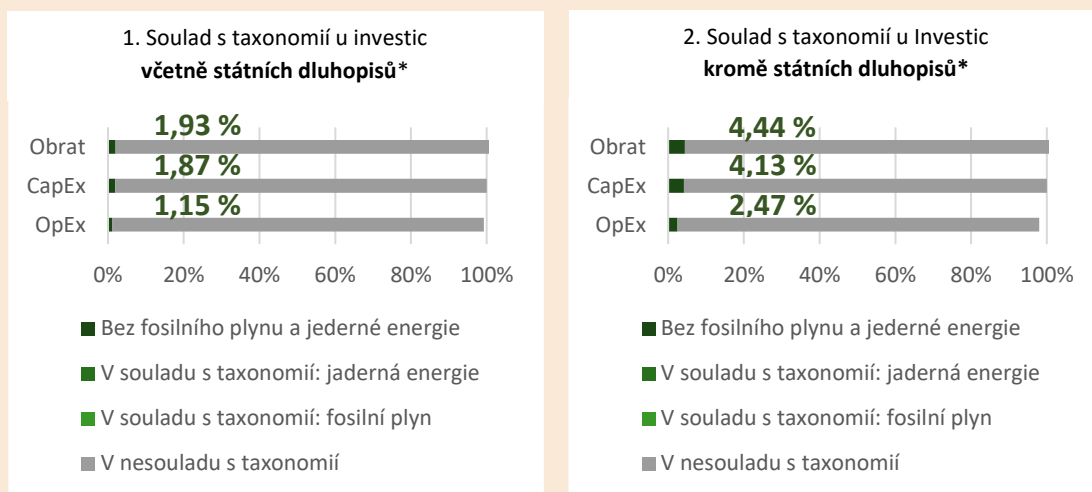 1. Soulad s taxonomií u investic
včetně státních dluhopisů*
1,93 %
Obrat
1,87 %
CapEx
1,15 %
OpEx
0% 20% 40% 60% 80% 100%
Bez fosilního plynu a jederné energie
V souladu s taxonomií: jaderná energie
V souladu s taxonomií: fosilní plyn
V nesouladu s taxonomií
2. Soulad s taxonomií u Investic
kromě státních dluhopisů*
4,44 %
Obrat
4,13 %
CapEx
2,47 %
OpEx
0% 20% 40% 60% 80% 100%
Bez fosilního plynu a jederné energie
V souladu s taxonomií: jaderná energie
V souladu s taxonomií: fosilní plyn
V nesouladu s taxonomií